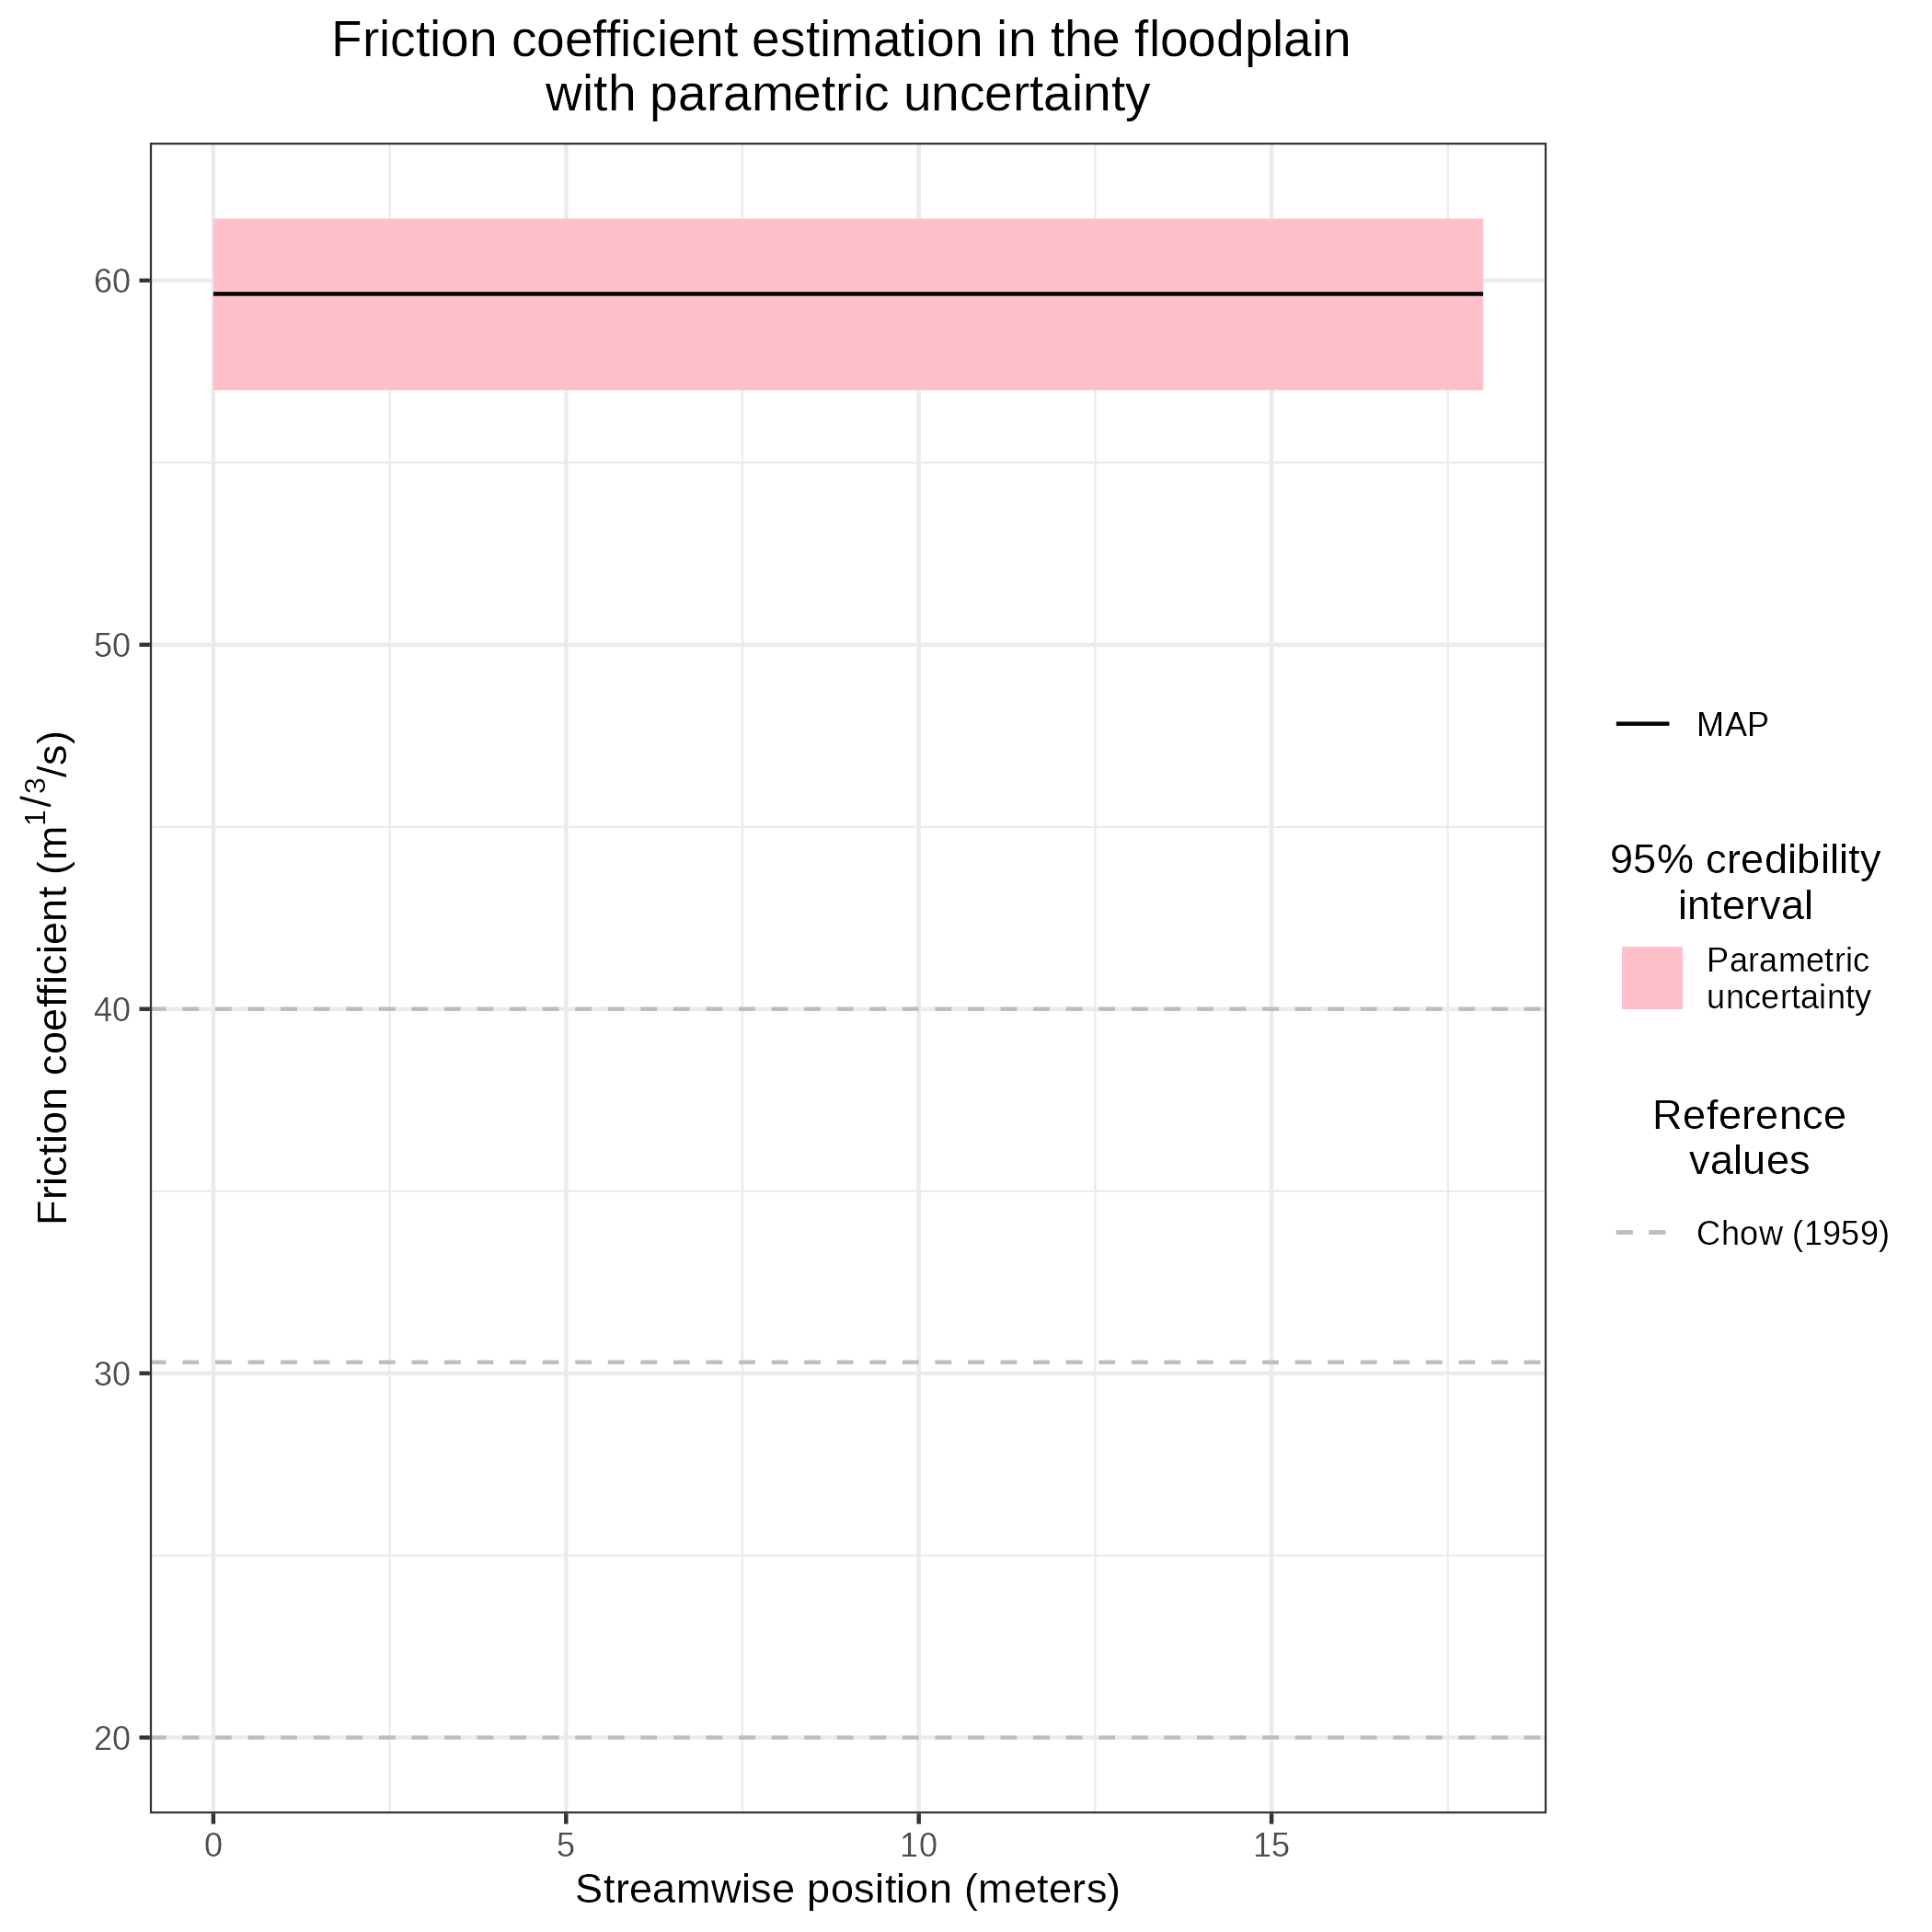 Friction coefficient estimation in the floodplain
with parametric uncertainty
Friction coefficient (m^1/3/s)
60
50
40
30
20
0
5
10
15
Streamwise position (meters)
MAP
95% credibility
interval
Parametric
uncertainty
Reference
values
Chow (1959)